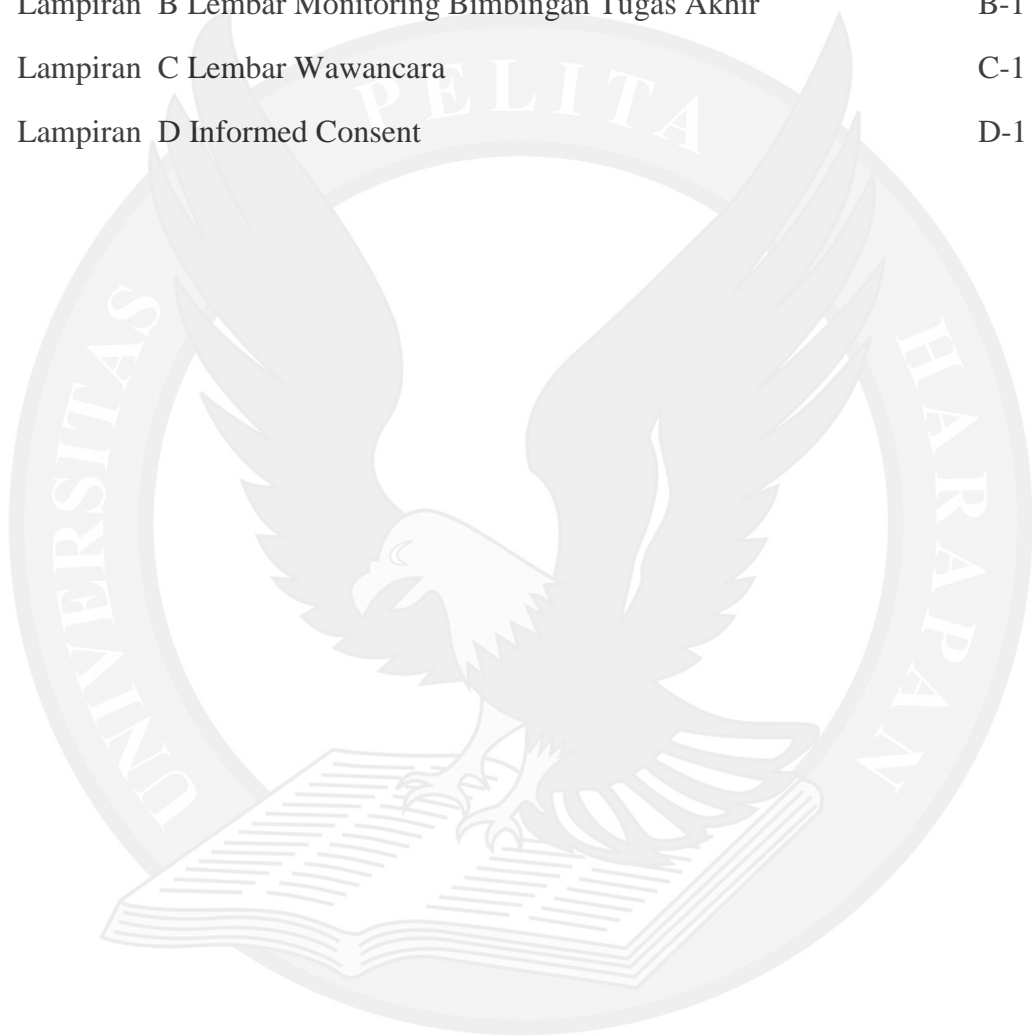 Lampiran B Lembar Monitoring Bimbingan Tugas Akhir B-1
Lampiran C Lembar Wawancara C-1
Lampiran D Informed Consent D-1
UNIVERSITAS PELITA HARAPAN